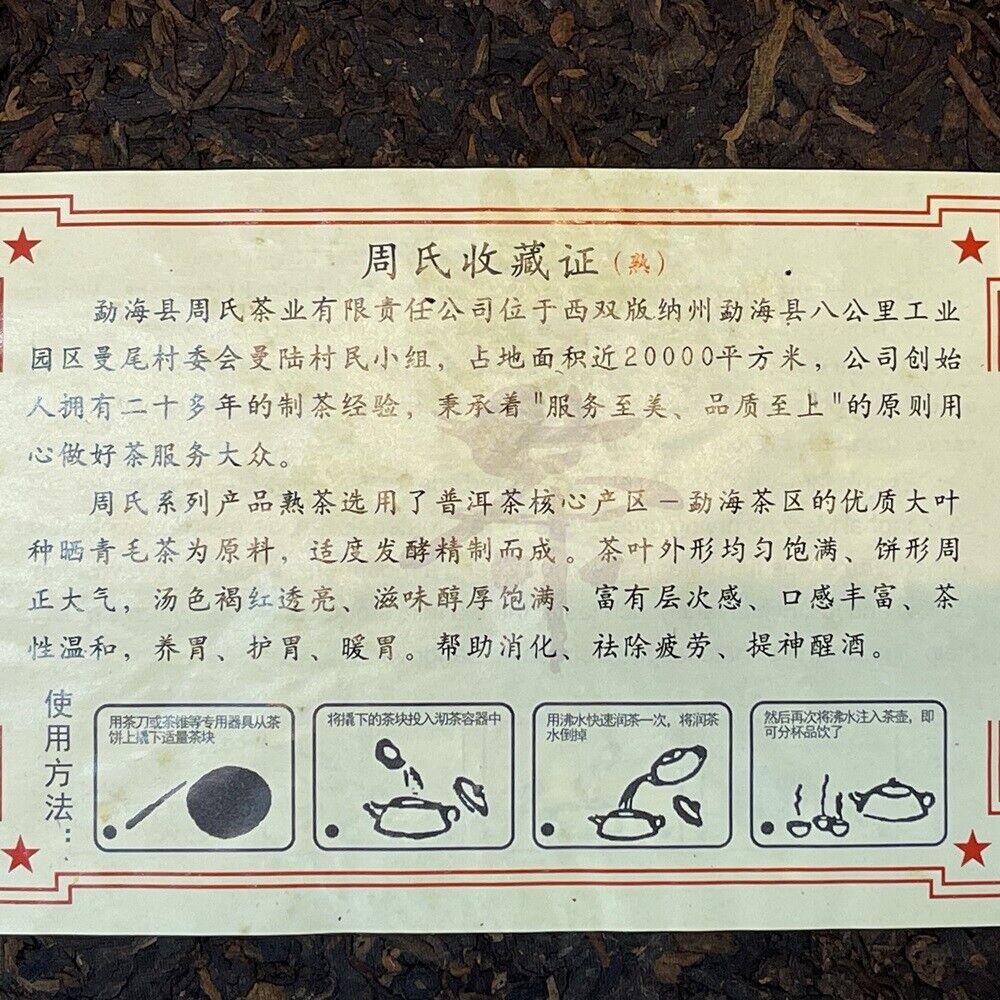 周氏收藏证(熟)
勐海县周氏茶业有限责任公司位于西双版纳州勐海县八公里工业
园区曼尾村委会曼陆村民小组，占地面积近20000平方米，公司创始
人拥有二十多年的制茶经验，秉承着"服务至美、品质至上"的原则用
心做好茶服务大众。
周氏系列产品熟茶选用了普洱茶核心产区－勐海茶区的优质大叶
种晒青毛茶为原料，适度发酵精制而成。茶叶外形均匀饱满、饼形周
正大气，汤色褐红透亮、滋味醇厚饱满、富有层次感、口感丰富、茶
性温和，养胃、护胃、暖胃。帮助消化、祛除疲劳、提神醒酒。
使用方法：
用茶刀或茶锥等专用器具从茶
饼上撬下适量茶块
将撬下的茶块投入沏茶容器中
用沸水快速润茶一次，将润茶
水倒掉
然后再次将沸水注入茶壶，即
可分杯品饮了